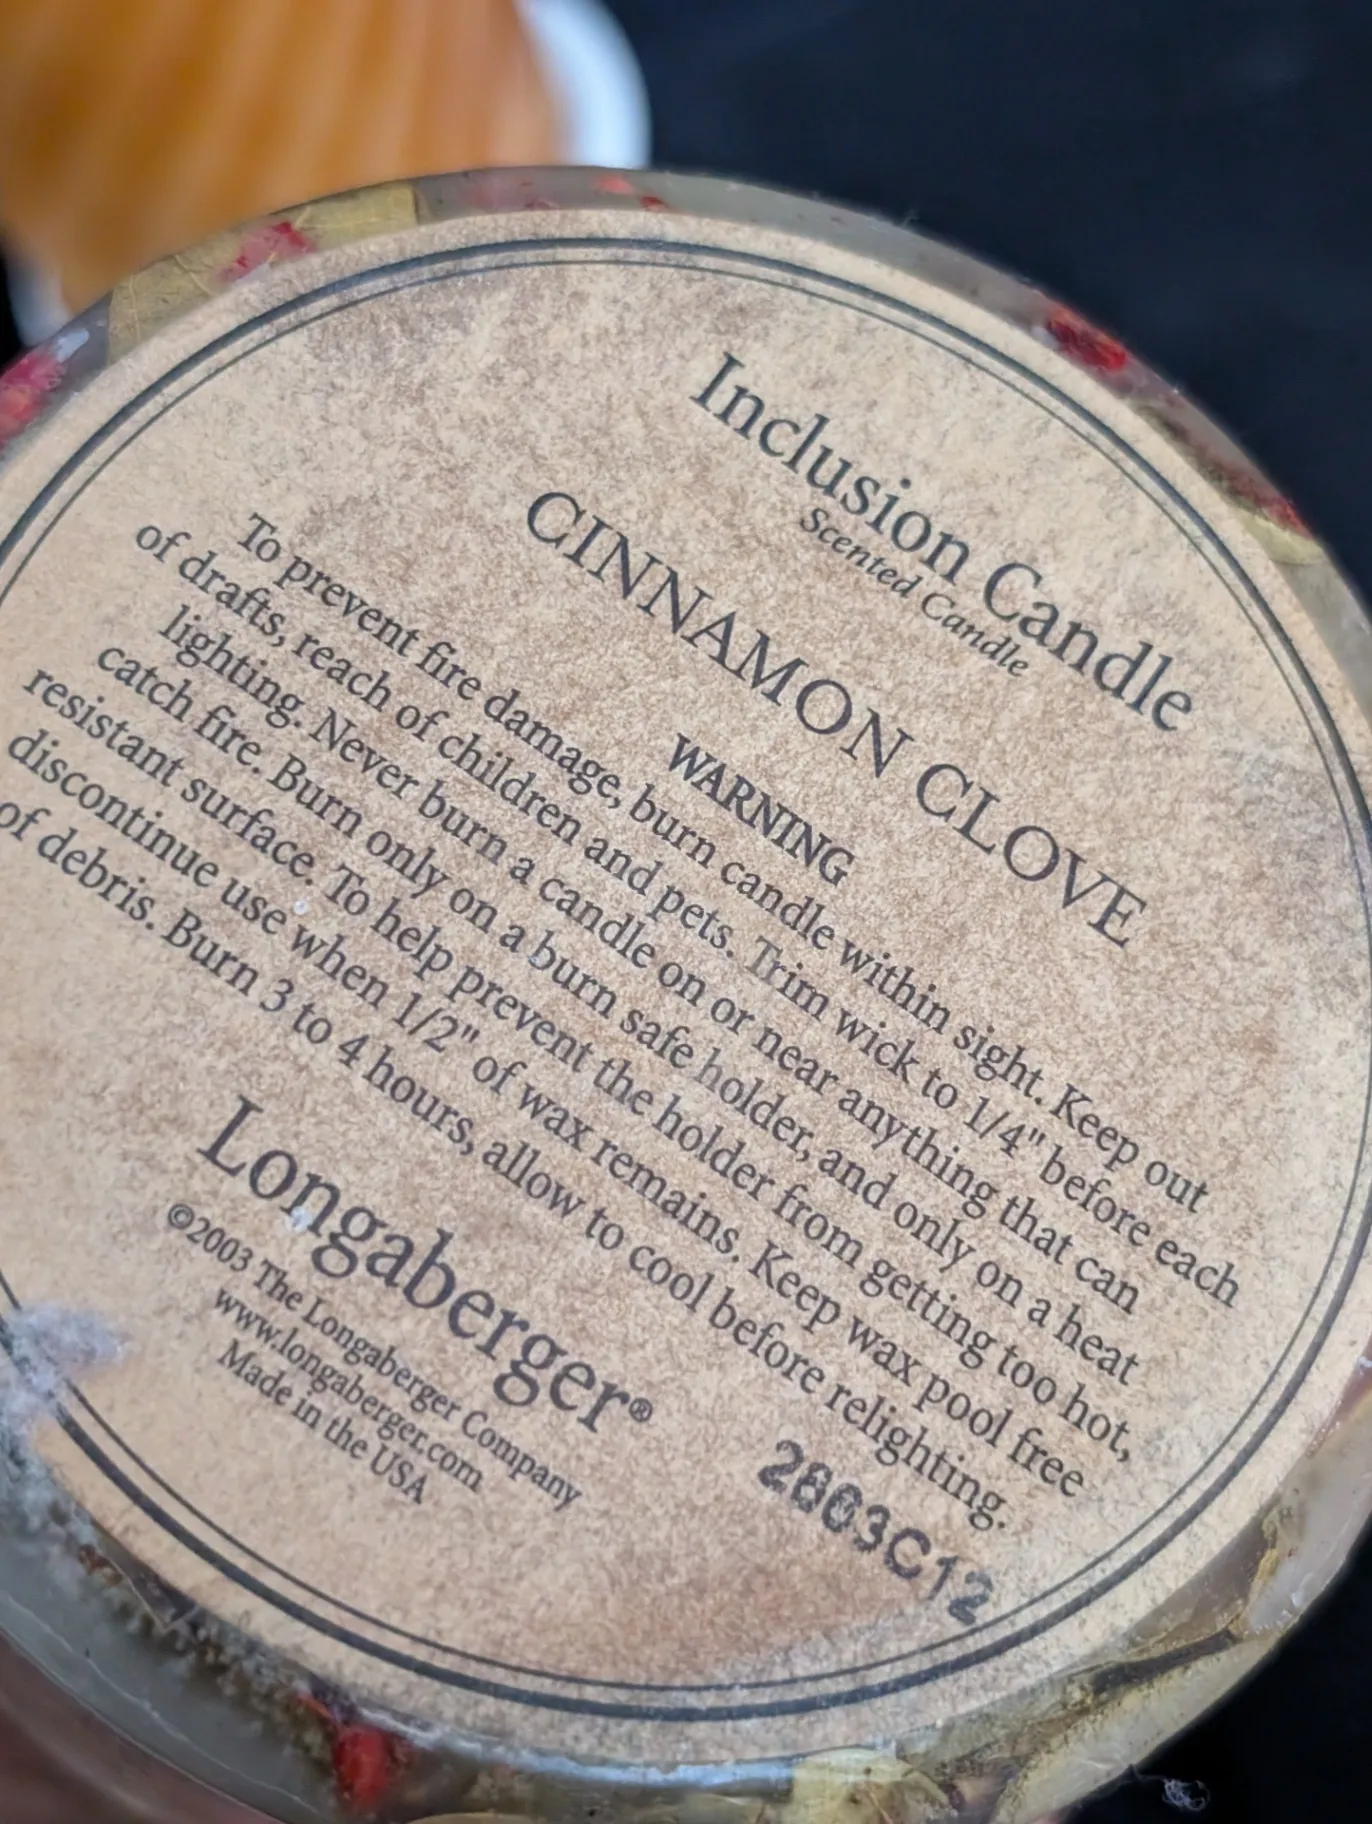 Inclusion Candle
Scented Candle
CINNAMON CLOVE
WARNING
To prevent fire damage, burn candle within sight. Keep out
of drafts, reach of children and pets. Trim wick to 1/4" before each
lighting. Never burn a candle on or near anything that can
catch fire. Burn only on a burn safe holder, and only on a heat
resistant surface. To help prevent the holder from getting too hot,
discontinue use when 1/2" of wax remains. Keep wax pool free
of debris. Burn 3 to 4 hours, allow to cool before relighting.
Longaberger®
©2003 The Longaberger Company
www.longaberger.com
Made in the USA